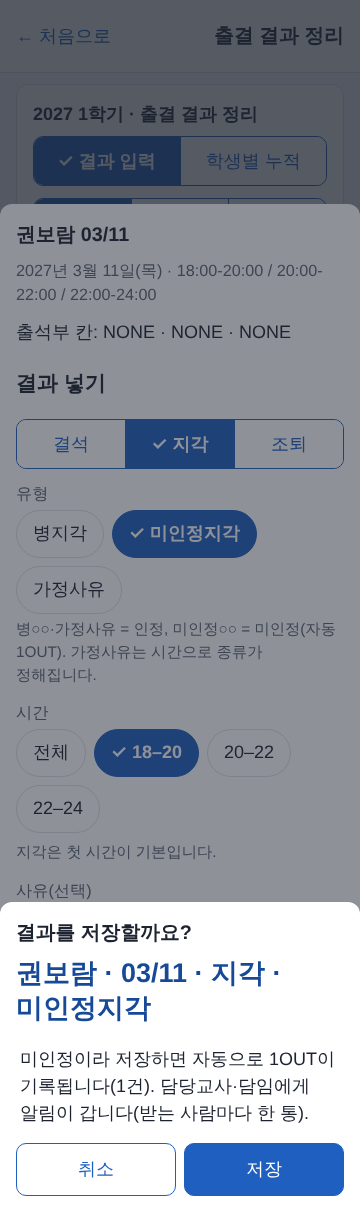 ← 처음으로
출결 결과 정리
2027 1학기 · 출결 결과 정리
✓ 결과 입력
학생별 누적
권보람 03/11
2027년 3월 11일(목) · 18:00-20:00 / 20:00-
22:00 / 22:00-24:00
출석부 칸: NONE · NONE · NONE
결과 넣기
결석
✓ 지각
조퇴
유형
병지각
✓ 미인정지각
가정사유
병○○·가정사유 = 인정, 미인정○○ = 미인정(자동
1OUT). 가정사유는 시간으로 종류가
정해집니다.
시간
전체
✓ 18–20
20–22
22–24
지각은 첫 시간이 기본입니다.
사유(선택)
결과를 저장할까요?
권보람 · 03/11 · 지각 ·
미인정지각
미인정이라 저장하면 자동으로 1OUT이
기록됩니다(1건). 담당교사·담임에게
알림이 갑니다(받는 사람마다 한 통).
취소
저장